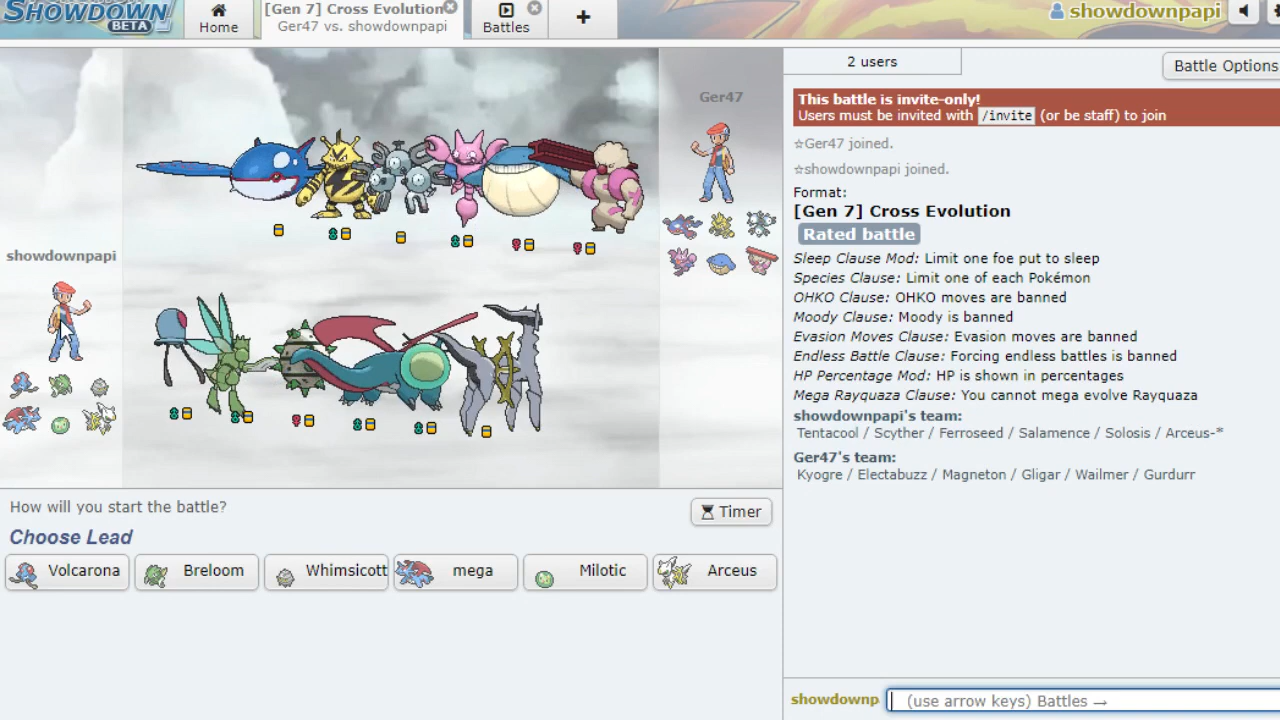 SHOWDOWN
BETA
Home
[Gen 7] Cross Evolution
Ger47 vs. showdownpapi
Battles
+
showdownpapi
Ger47
showdownpapi
How will you start the battle?
Timer
Choose Lead
Volcarona
Breloom
Whimsicott
mega
Milotic
Arceus
2 users
Battle Options
This battle is invite-only!
Users must be invited with /invite (or be staff) to join
☆Ger47 joined.
☆showdownpapi joined.
Format:
[Gen 7] Cross Evolution
Rated battle
Sleep Clause Mod: Limit one foe put to sleep
Species Clause: Limit one of each Pokémon
OHKO Clause: OHKO moves are banned
Moody Clause: Moody is banned
Evasion Moves Clause: Evasion moves are banned
Endless Battle Clause: Forcing endless battles is banned
HP Percentage Mod: HP is shown in percentages
Mega Rayquaza Clause: You cannot mega evolve Rayquaza
showdownpapi's team:
Tentacool / Scyther / Ferroseed / Salamence / Solosis / Arceus-*
Ger47's team:
Kyogre / Electabuzz / Magneton / Gligar / Wailmer / Gurdurr
showdownp
(use arrow keys) Battles →